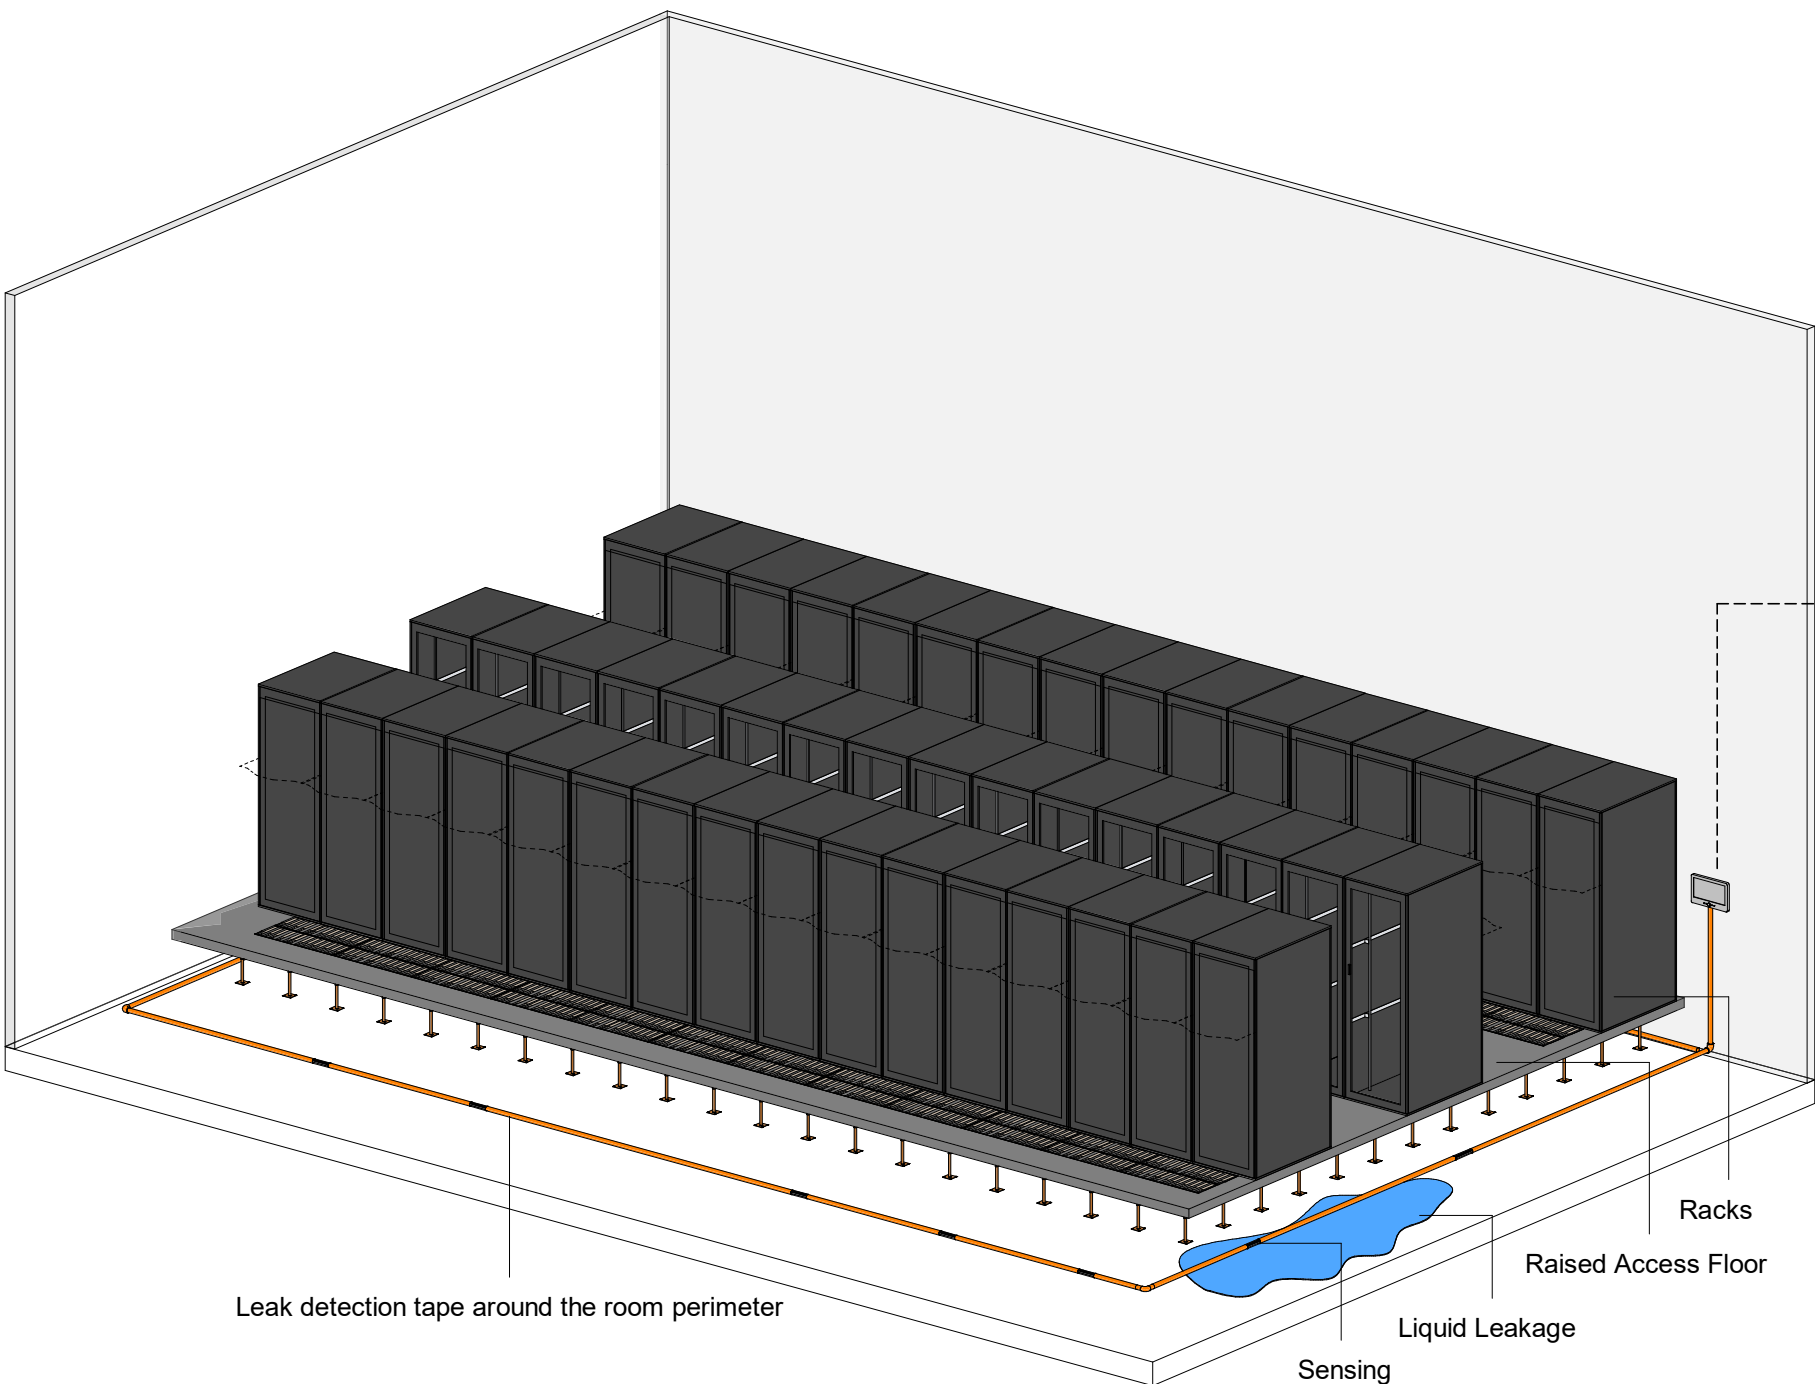 Racks
Raised Access Floor
Leak detection tape around the room perimeter
Liquid Leakage
Sensing